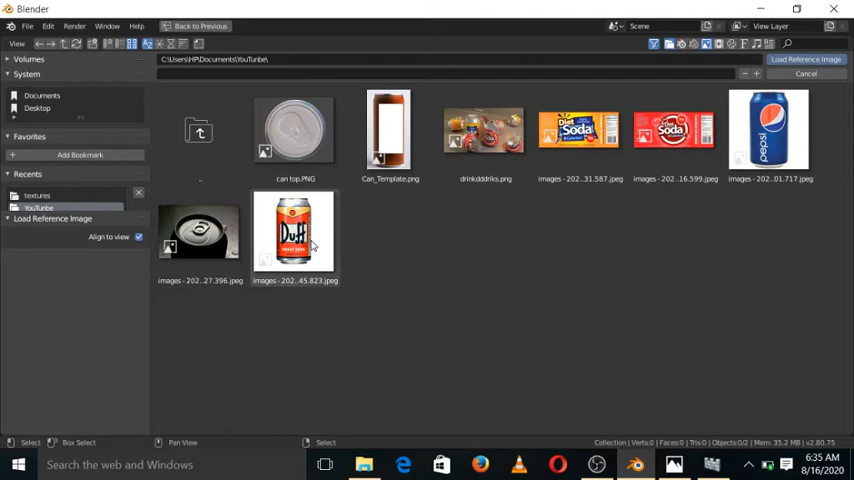 Blender
File Edit Render Window Help Back to Previous Scene View Layer
View
Volumes
System
Documents
Desktop
Favorites
Add Bookmark
Recents
textures
YouTunbe
Load Reference Image
Align to view
C:\Users\HP\Documents\YouTunbe\
Load Reference Image
Cancel
..
can top.PNG
Can_Template.png
drinkdddriks.png
images - 202...31.587.jpeg
images - 202...16.599.jpeg
images - 202...01.717.jpeg
Diet Soda
Soda
pepsi
images - 202...27.396.jpeg
images - 202...45.823.jpeg
Duff
Select Box Select Pan View Select Collection | Verts:0 | Faces:0 | Tris:0 | Objects:0/2 | Mem: 35.2 MB | v2.80.75
Search the web and Windows
6:35 AM
8/16/2020